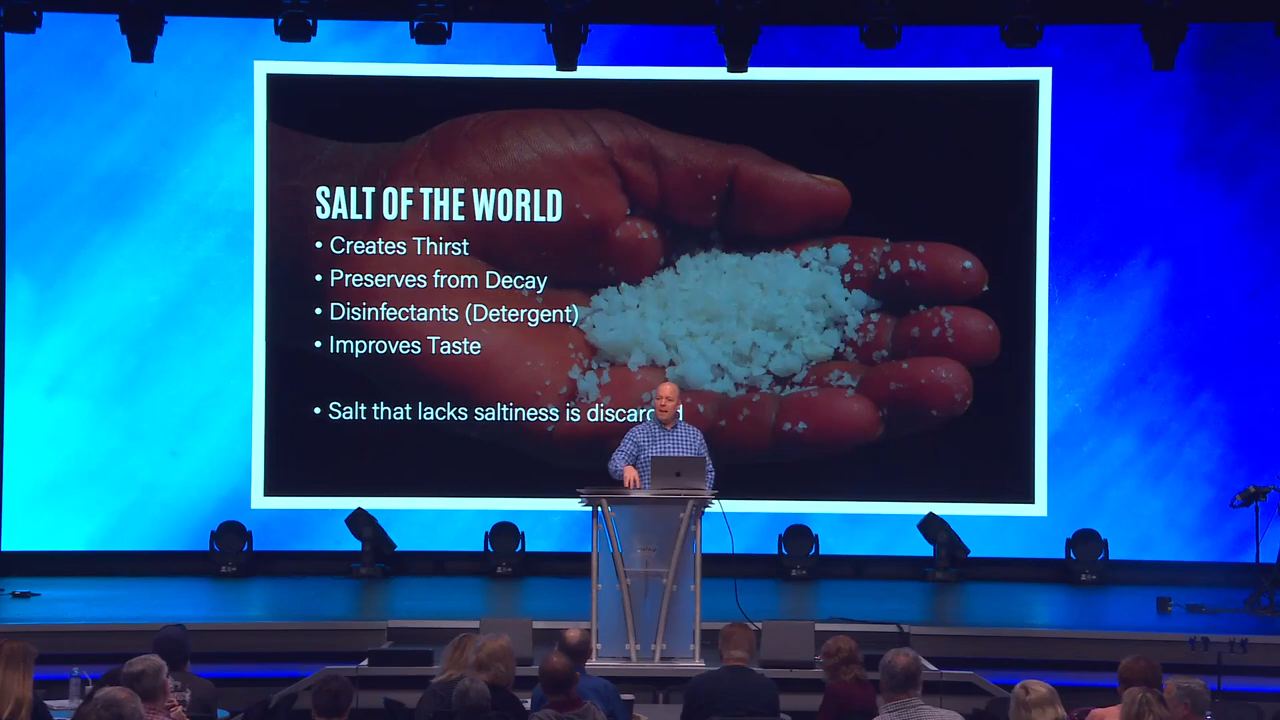 SALT OF THE WORLD
• Creates Thirst
• Preserves from Decay
• Disinfectants (Detergent)
• Improves Taste
• Salt that lacks saltiness is